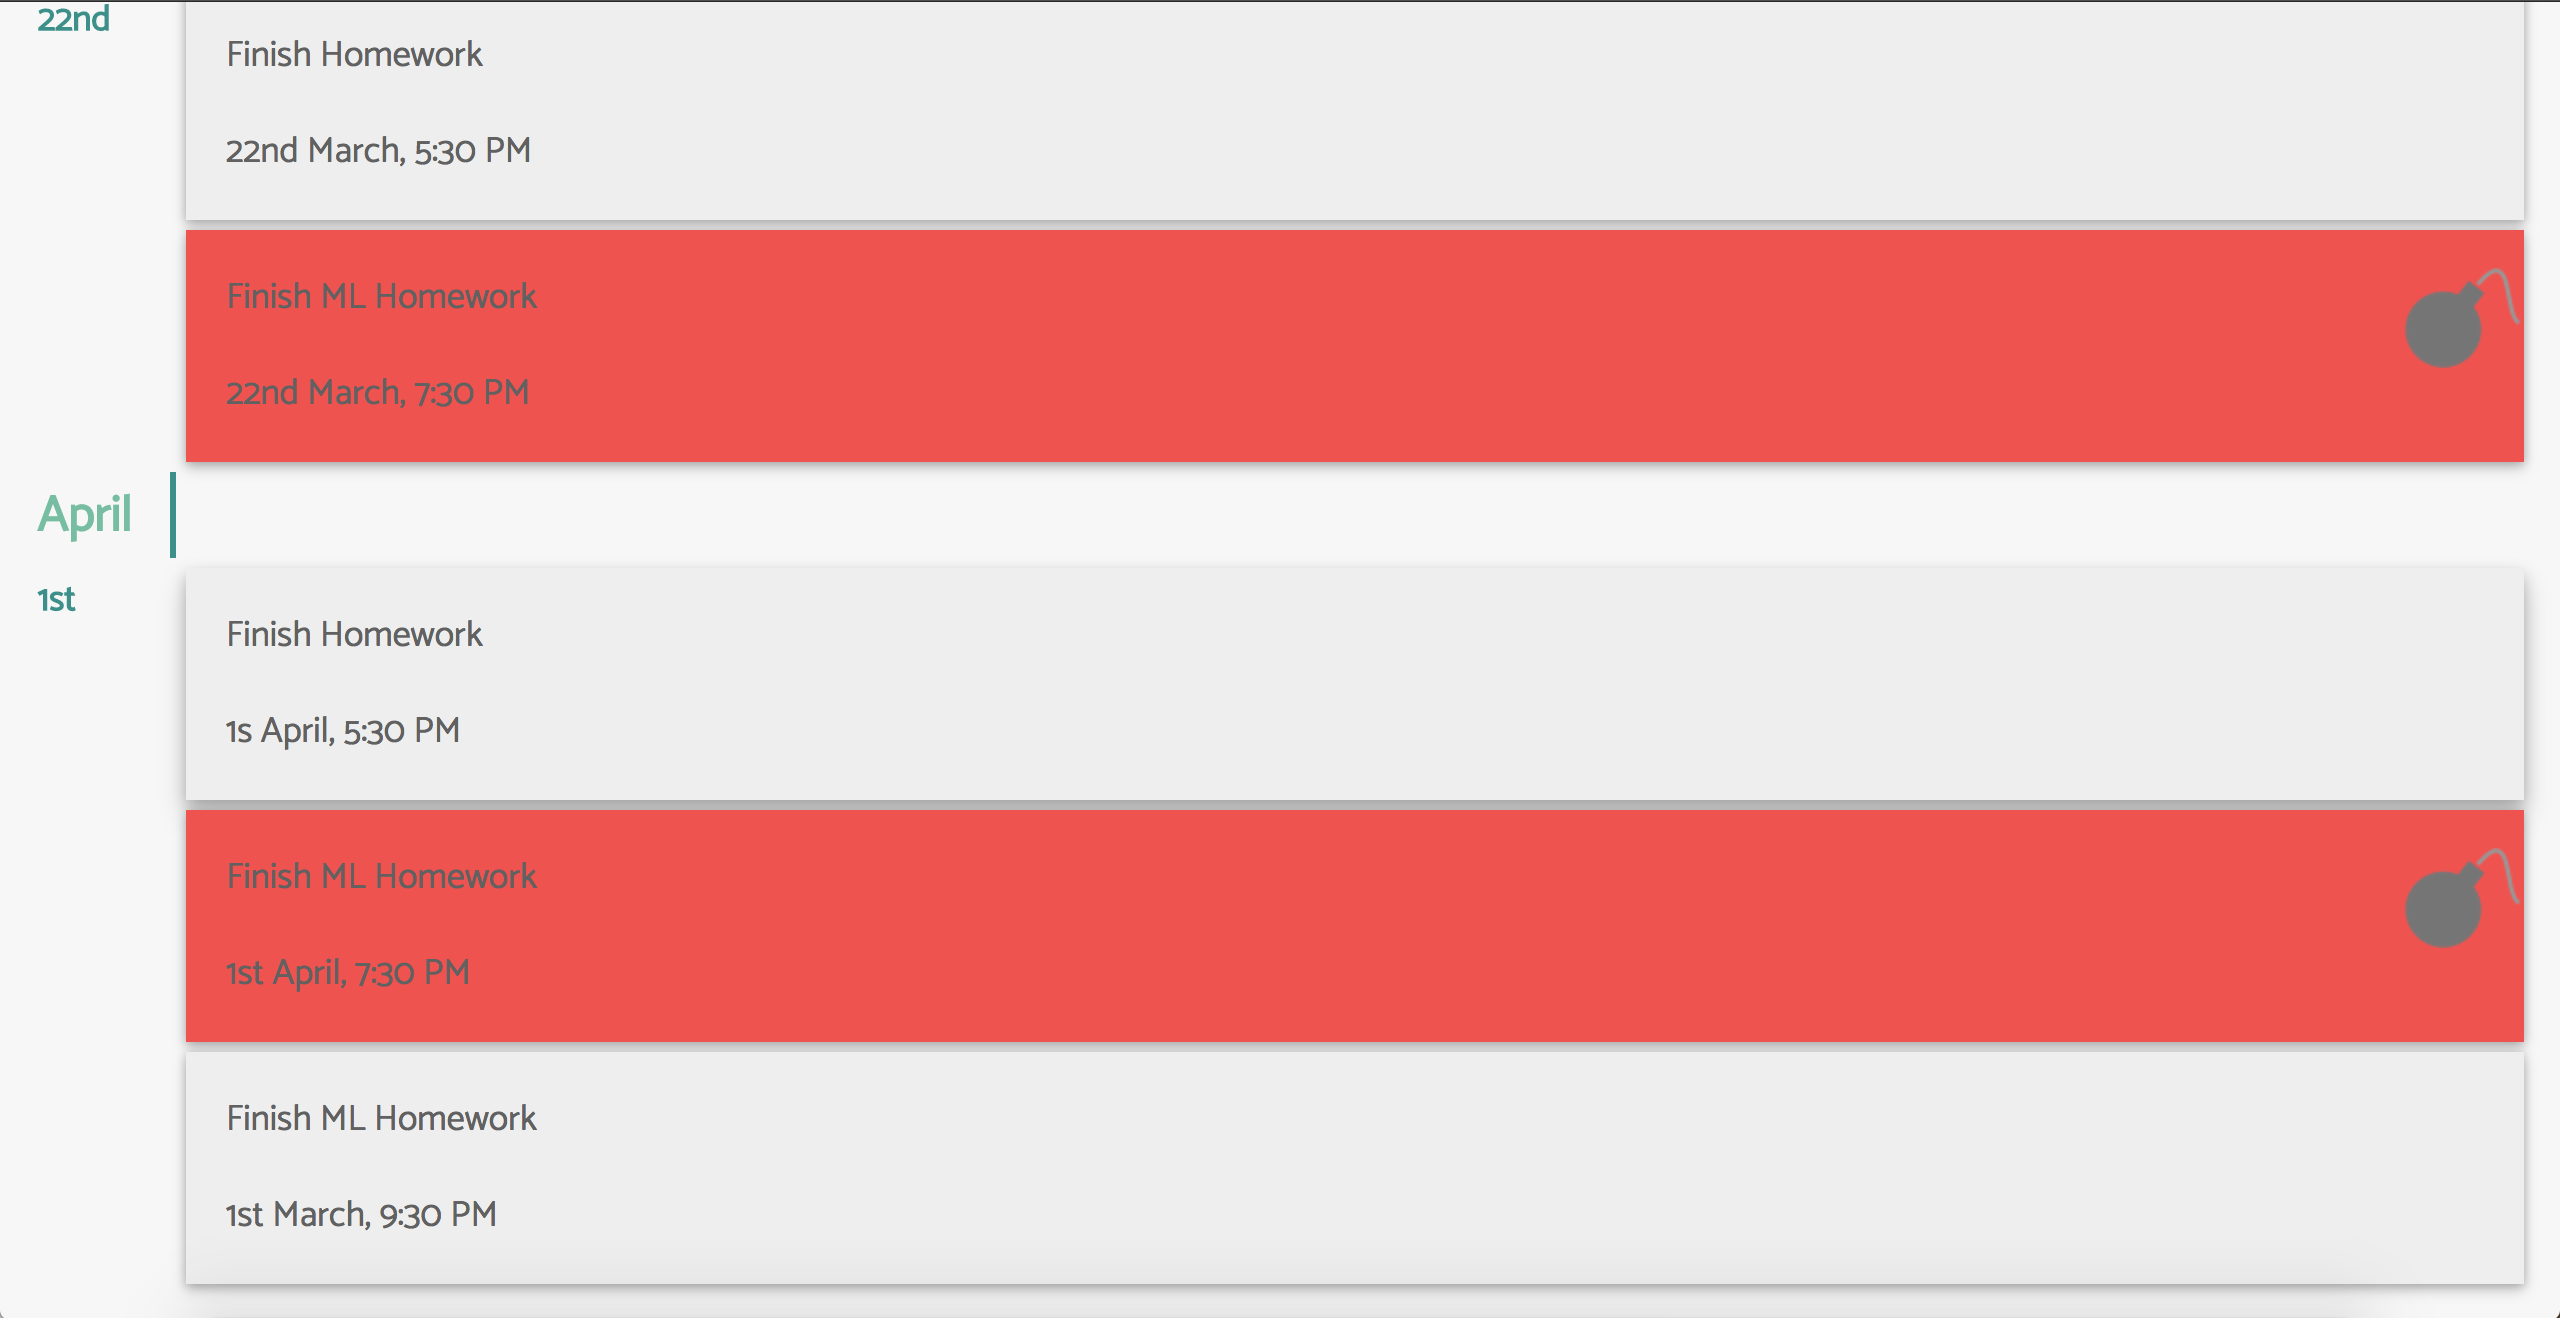 22nd
Finish Homework
22nd March, 5:30 PM
Finish ML Homework
22nd March, 7:30 PM
April
1st
Finish Homework
1s April, 5:30 PM
Finish ML Homework
1st April, 7:30 PM
Finish ML Homework
1st March, 9:30 PM